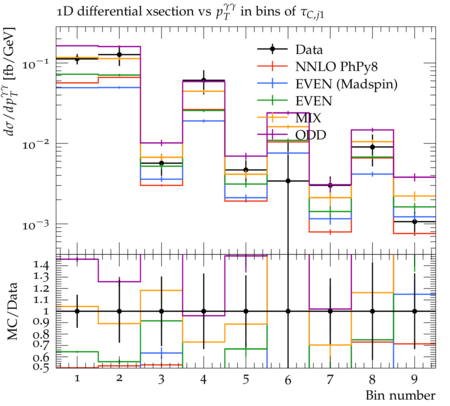 1D differential xsection vs p_T^γγ in bins of τ_C,j1
dσ/dp_T^γγ [fb/GeV]
10^−1
10^−2
10^−3
Data
NNLO PhPy8
EVEN (Madspin)
EVEN
MIX
ODD
MC/Data
1.4
1.3
1.2
1.1
1
0.9
0.8
0.7
0.6
0.5
1 2 3 4 5 6 7 8 9
Bin number